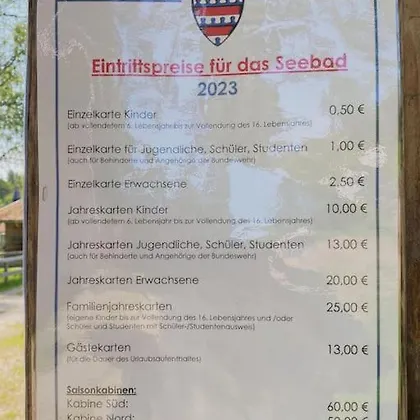 Eintrittspreise für das Seebad
2023
Einzelkarte Kinder 0,50 €
(ab vollendetem 6. Lebensjahr bis zur Vollendung des 16. Lebensjahres)
Einzelkarte für Jugendliche, Schüler, Studenten 1,00 €
(auch für Behinderte und Angehörige der Bundeswehr)
Einzelkarte Erwachsene 2,50 €
Jahreskarten Kinder 10,00 €
(ab vollendetem 6. Lebensjahr bis zur Vollendung des 16. Lebensjahres)
Jahreskarten Jugendliche, Schüler, Studenten 13,00 €
(auch für Behinderte und Angehörige der Bundeswehr)
Jahreskarten Erwachsene 20,00 €
Familienjahreskarten 25,00 €
(eigene Kinder bis zur Vollendung des 16. Lebensjahres und /oder
Schüler und Studenten mit Schüler-/Studentenausweis)
Gästekarten 13,00 €
(für die Dauer des Urlaubsaufenthaltes)
Saisonkabinen:
Kabine Süd: 60,00 €
Kabine Nord: 50,00 €